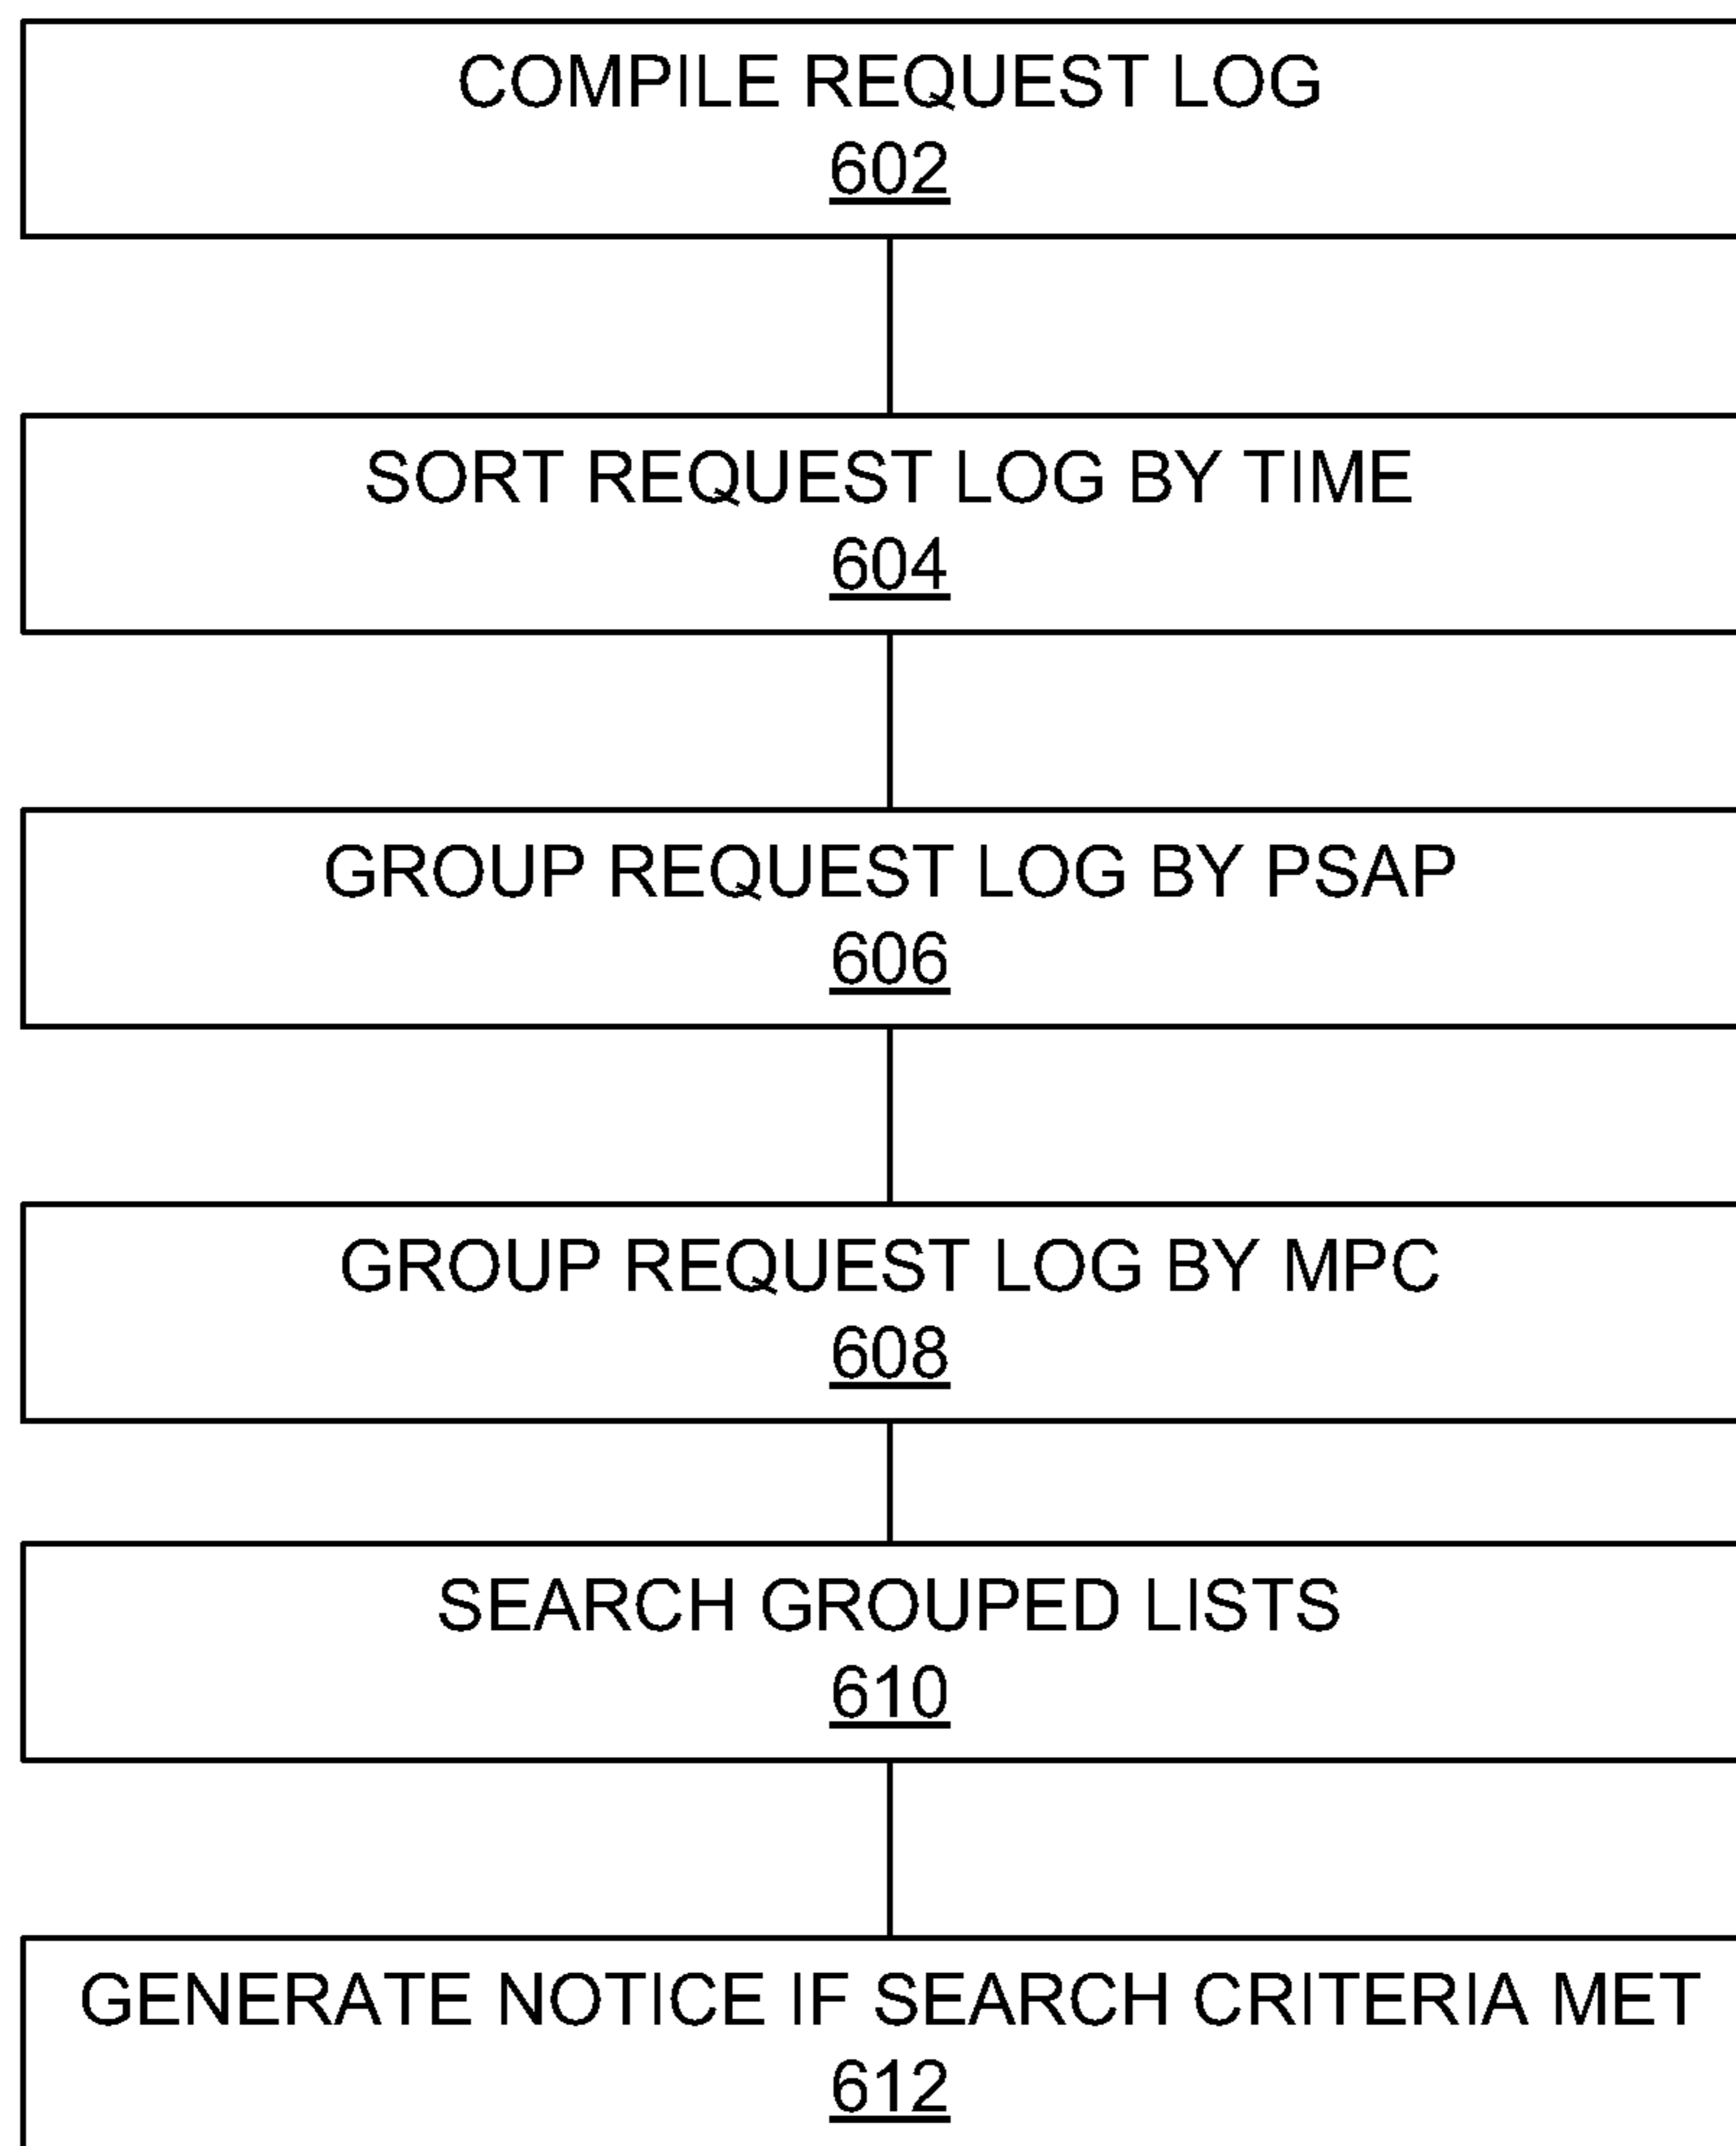 COMPILE REQUEST LOG
602
SORT REQUEST LOG BY TIME
604
GROUP REQUEST LOG BY PSAP
606
GROUP REQUEST LOG BY MPC
608
SEARCH GROUPED LISTS
610
GENERATE NOTICE IF SEARCH CRITERIA MET
612